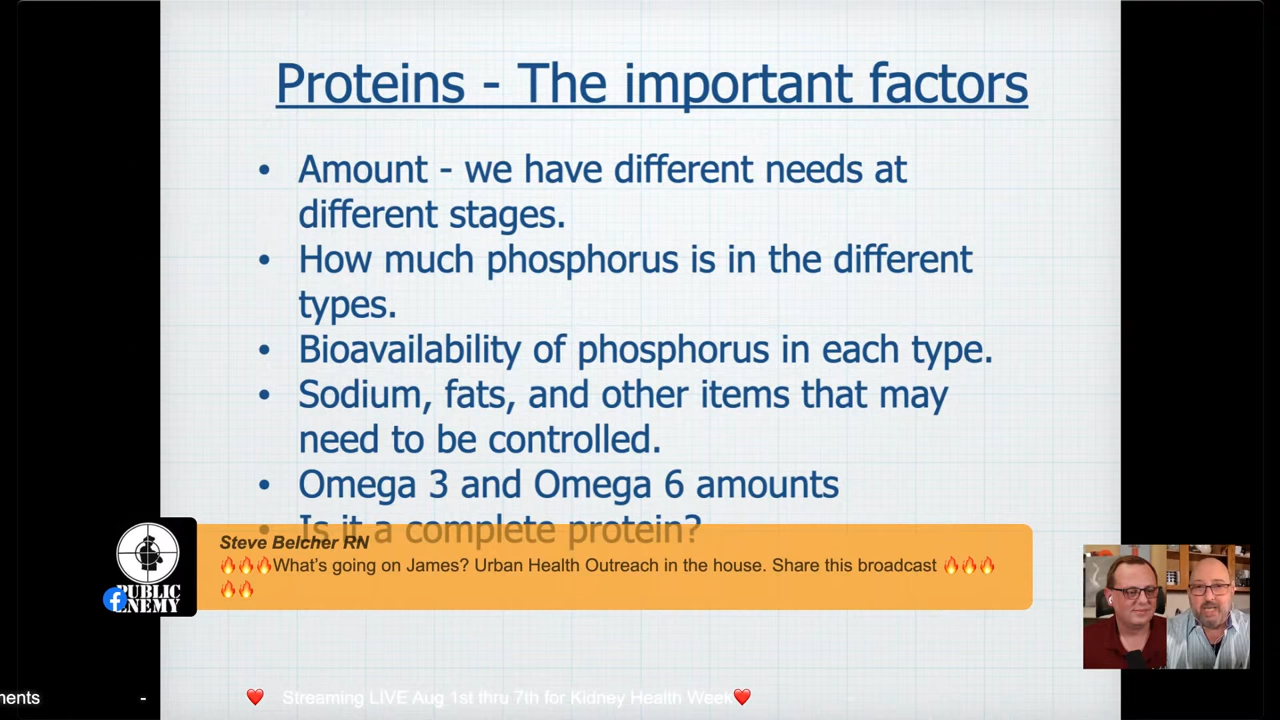 Proteins - The important factors
• Amount - we have different needs at
different stages.
• How much phosphorus is in the different
types.
• Bioavailability of phosphorus in each type.
• Sodium, fats, and other items that may
need to be controlled.
• Omega 3 and Omega 6 amounts
• Is it a complete protein?
Steve Belcher RN
🔥🔥🔥What's going on James? Urban Health Outreach in the house. Share this broadcast 🔥🔥🔥
🔥🔥
PUBLIC
ENEMY
ments - ❤️ Streaming LIVE Aug 1st thru 7th for Kidney Health Week❤️